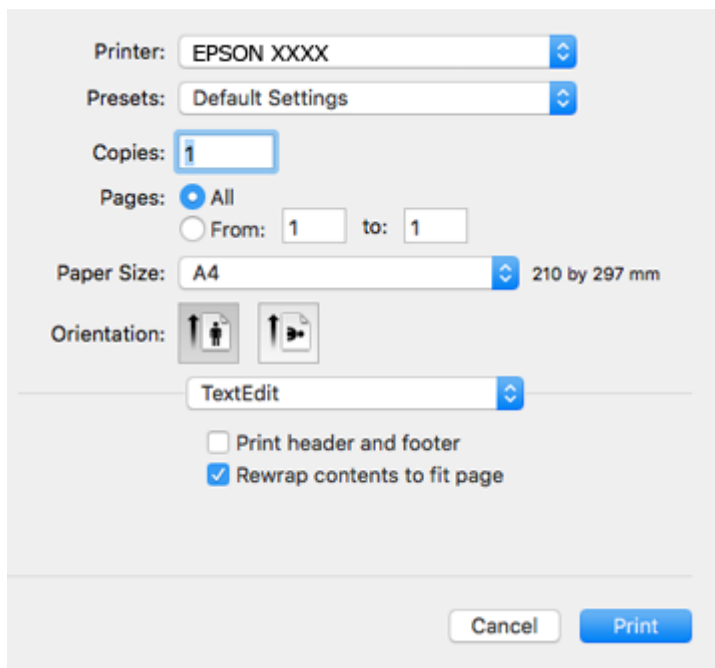 Printer: EPSON XXXX
Presets: Default Settings
Copies: 1
Pages: All
From: 1 to: 1
Paper Size: A4 210 by 297 mm
Orientation:
TextEdit
Print header and footer
Rewrap contents to fit page
Cancel Print